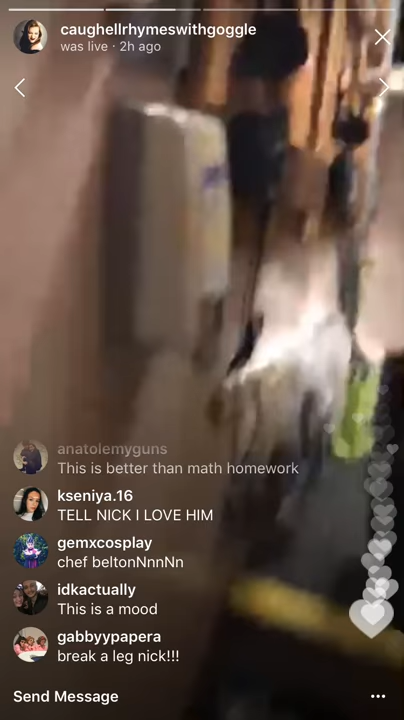 caughellrhymeswithgoggle
was live · 2h ago
anatolemyguns
This is better than math homework
kseniya.16
TELL NICK I LOVE HIM
gemxcosplay
chef beltonNnnNn
idkactually
This is a mood
gabbyypapera
break a leg nick!!!
Send Message